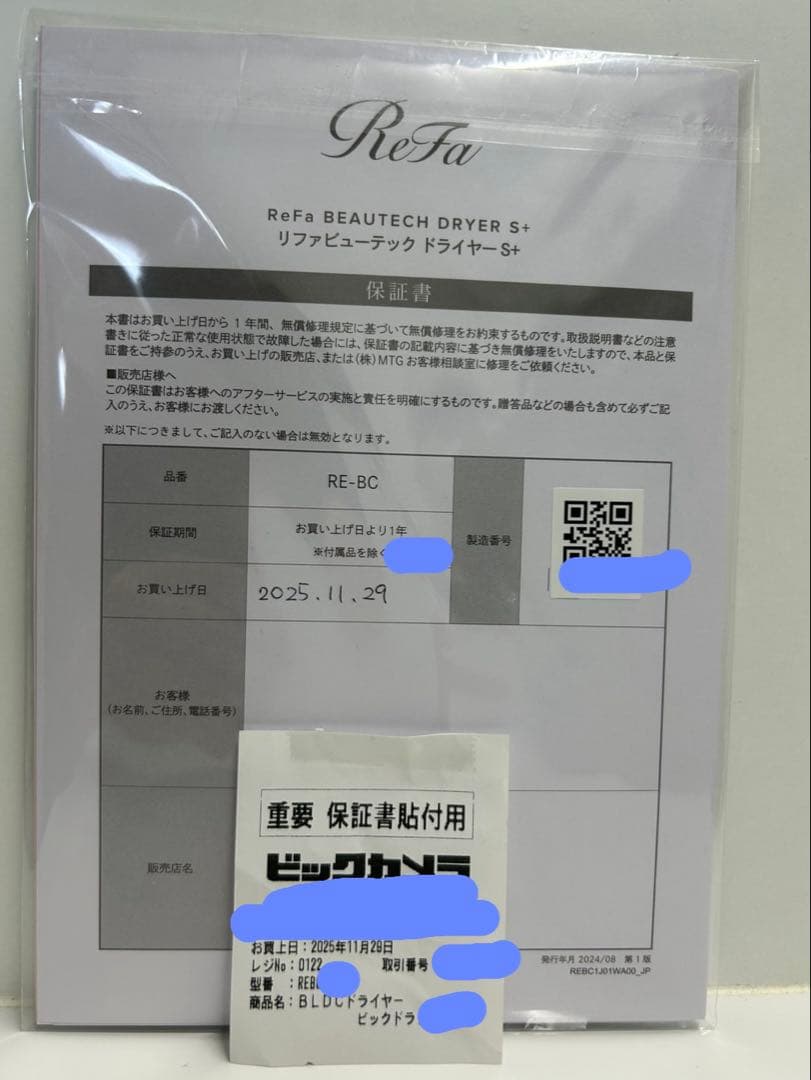 ReFa
ReFa BEAUTECH DRYER S+
リファビューテック ドライヤーS+
保証書
本書はお買い上げ日から 1 年間、無償修理規定に基づいて無償修理をお約束するものです。取扱説明書などの注意
書きに従った正常な使用状態で故障した場合には、保証書の記載内容に基づき無償修理をいたしますので、本品と保
証書をご持参のうえ、お買い上げの販売店、または(株)MTG お客様相談室に修理をご依頼ください。
■販売店様へ
この保証書はお客様へのアフターサービスの実施と責任を明確にするものです。贈答品などの場合も含めて必ずご記
入のうえ、お客様にお渡しください。
※以下につきまして、ご記入のない場合は無効となります。
品番
RE-BC
保証期間
お買い上げ日より1年
※付属品を除く
製造番号
お買い上げ日
2025.11.29
お客様
(お名前、ご住所、電話番号)
販売店名
重要 保証書貼付用
ビックカメラ
お買上日:2025年11月29日
レジNo:0122 取引番号
型番 :REB
商品名:BLDCドライヤー
ビックドラ
発行年月 2024/08 第1版
REBC1J01WA00_JP